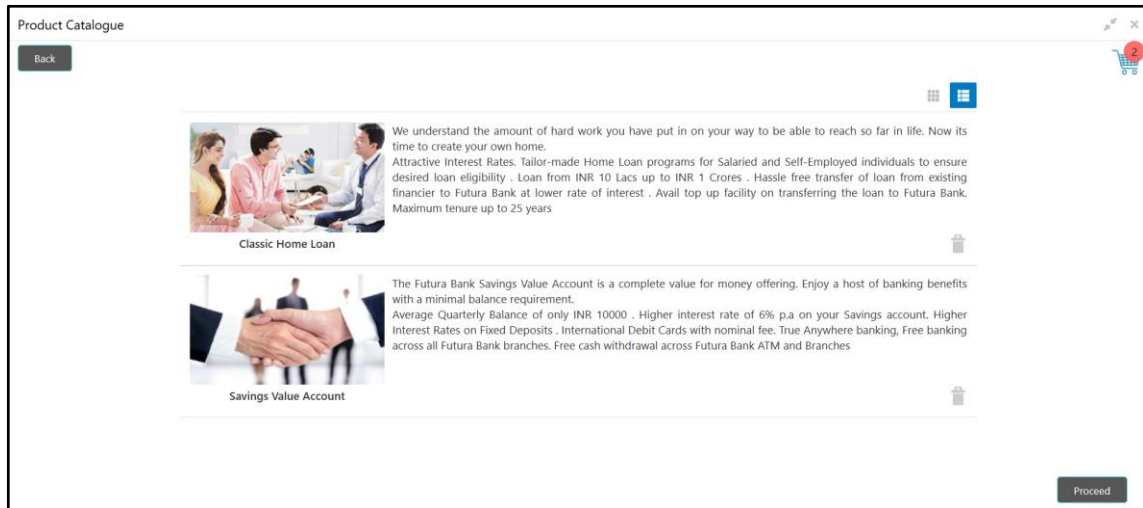 Product Catalogue
Back
2
We understand the amount of hard work you have put in on your way to be able to reach so far in life. Now its
time to create your own home.
Attractive Interest Rates. Tailor-made Home Loan programs for Salaried and Self-Employed individuals to ensure
desired loan eligibility . Loan from INR 10 Lacs up to INR 1 Crores . Hassle free transfer of loan from existing
financier to Futura Bank at lower rate of interest . Avail top up facility on transferring the loan to Futura Bank.
Maximum tenure up to 25 years
Classic Home Loan
The Futura Bank Savings Value Account is a complete value for money offering. Enjoy a host of banking benefits
with a minimal balance requirement.
Average Quarterly Balance of only INR 10000 . Higher interest rate of 6% p.a on your Savings account. Higher
Interest Rates on Fixed Deposits . International Debit Cards with nominal fee. True Anywhere banking, Free banking
across all Futura Bank branches. Free cash withdrawal across Futura Bank ATM and Branches
Savings Value Account
Proceed